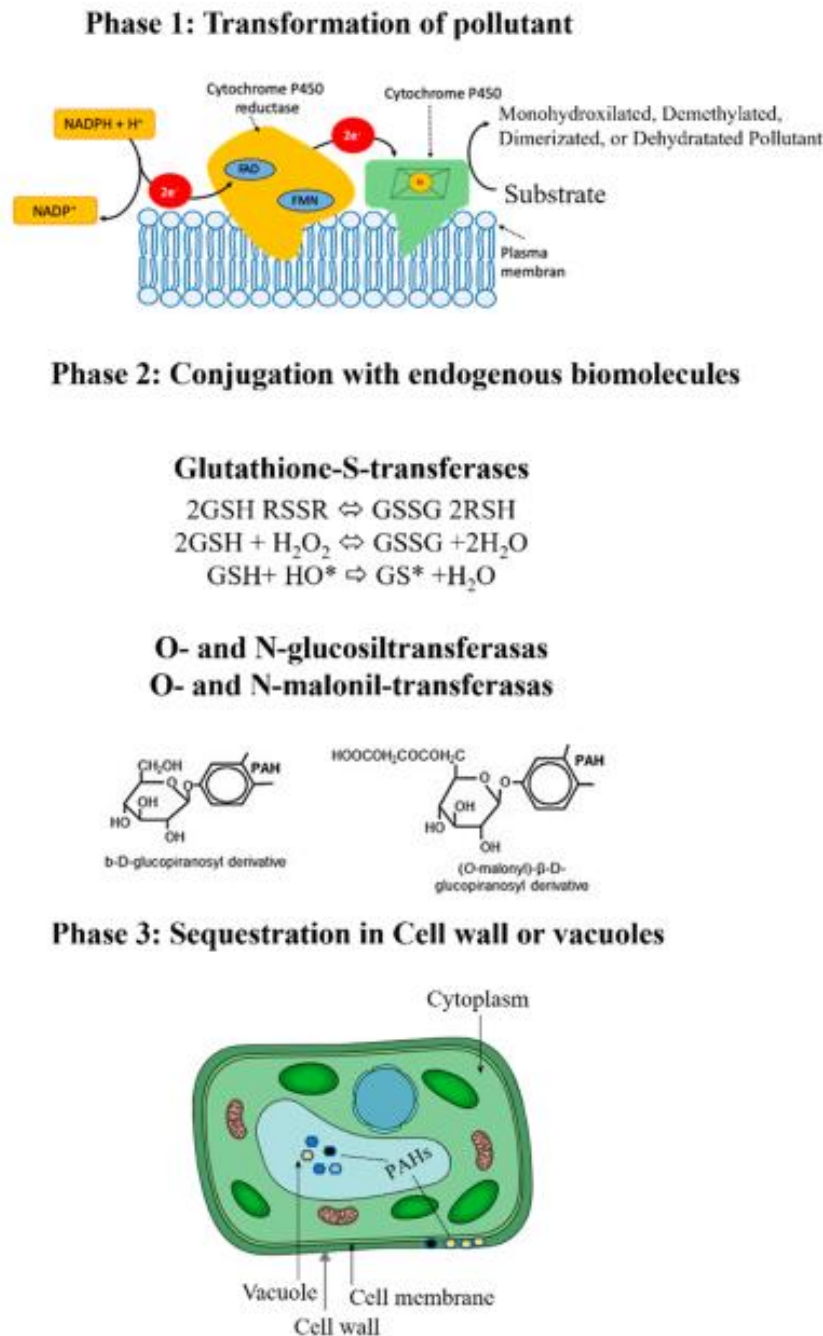 Phase 1: Transformation of pollutant
Cytochrome P450
reductase
Cytochrome P450
NADPH + H⁺
2e⁻
Monohydroxilated, Demethylated,
Dimerizated, or Dehydratated Pollutant
FAD
2e⁻
FMN
Substrate
NADP⁺
Plasma
membran
Phase 2: Conjugation with endogenous biomolecules
Glutathione-S-transferases
2GSH RSSR ⇔ GSSG 2RSH
2GSH + H₂O₂ ⇔ GSSG +2H₂O
GSH+ HO* ⇨ GS* +H₂O
O- and N-glucosiltransferasas
O- and N-malonil-transferasas
CH₂OH
O
O
PAH
OH
HO
OH
b-D-glucopiranosyl derivative
HOOCOH₂COCOH₂C
O
O
PAH
OH
HO
OH
(O-malonyl)-β-D-
glucopiranosyl derivative
Phase 3: Sequestration in Cell wall or vacuoles
Cytoplasm
PAHs
Vacuole
Cell membrane
Cell wall